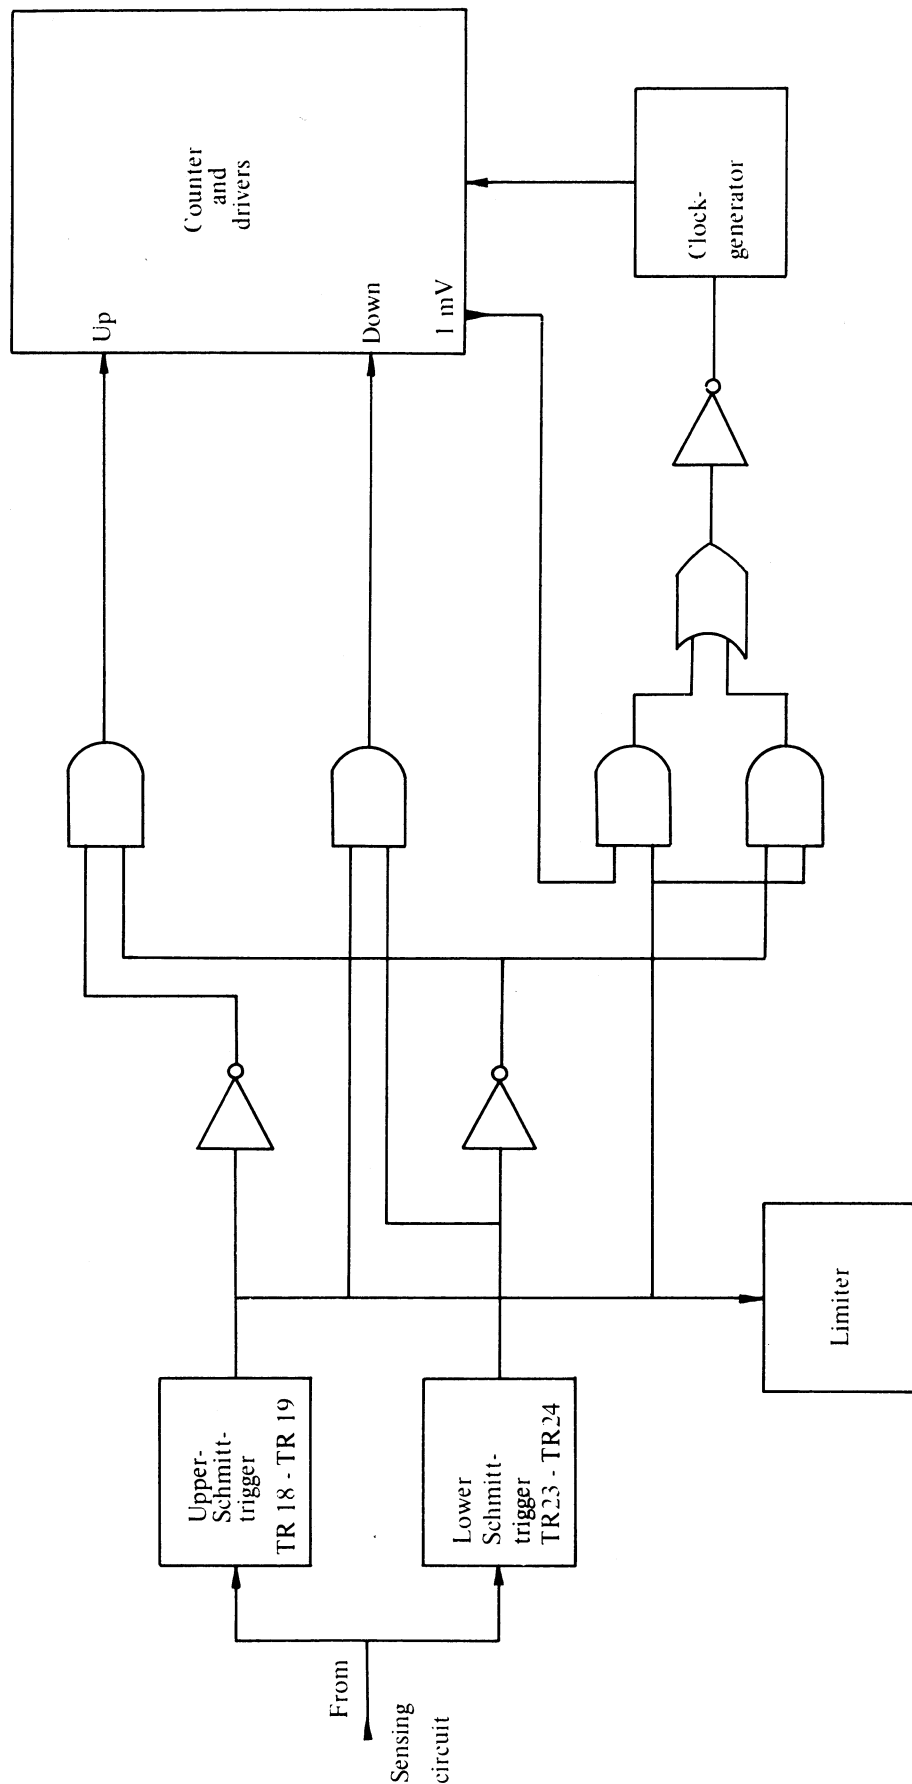 From
Sensing
circuit
Upper-
Schmitt-
trigger
TR 18 - TR 19
Lower
Schmitt-
trigger
TR23 - TR24
Limiter
Up
Down
1 mV
Counter
and
drivers
Clock-
generator